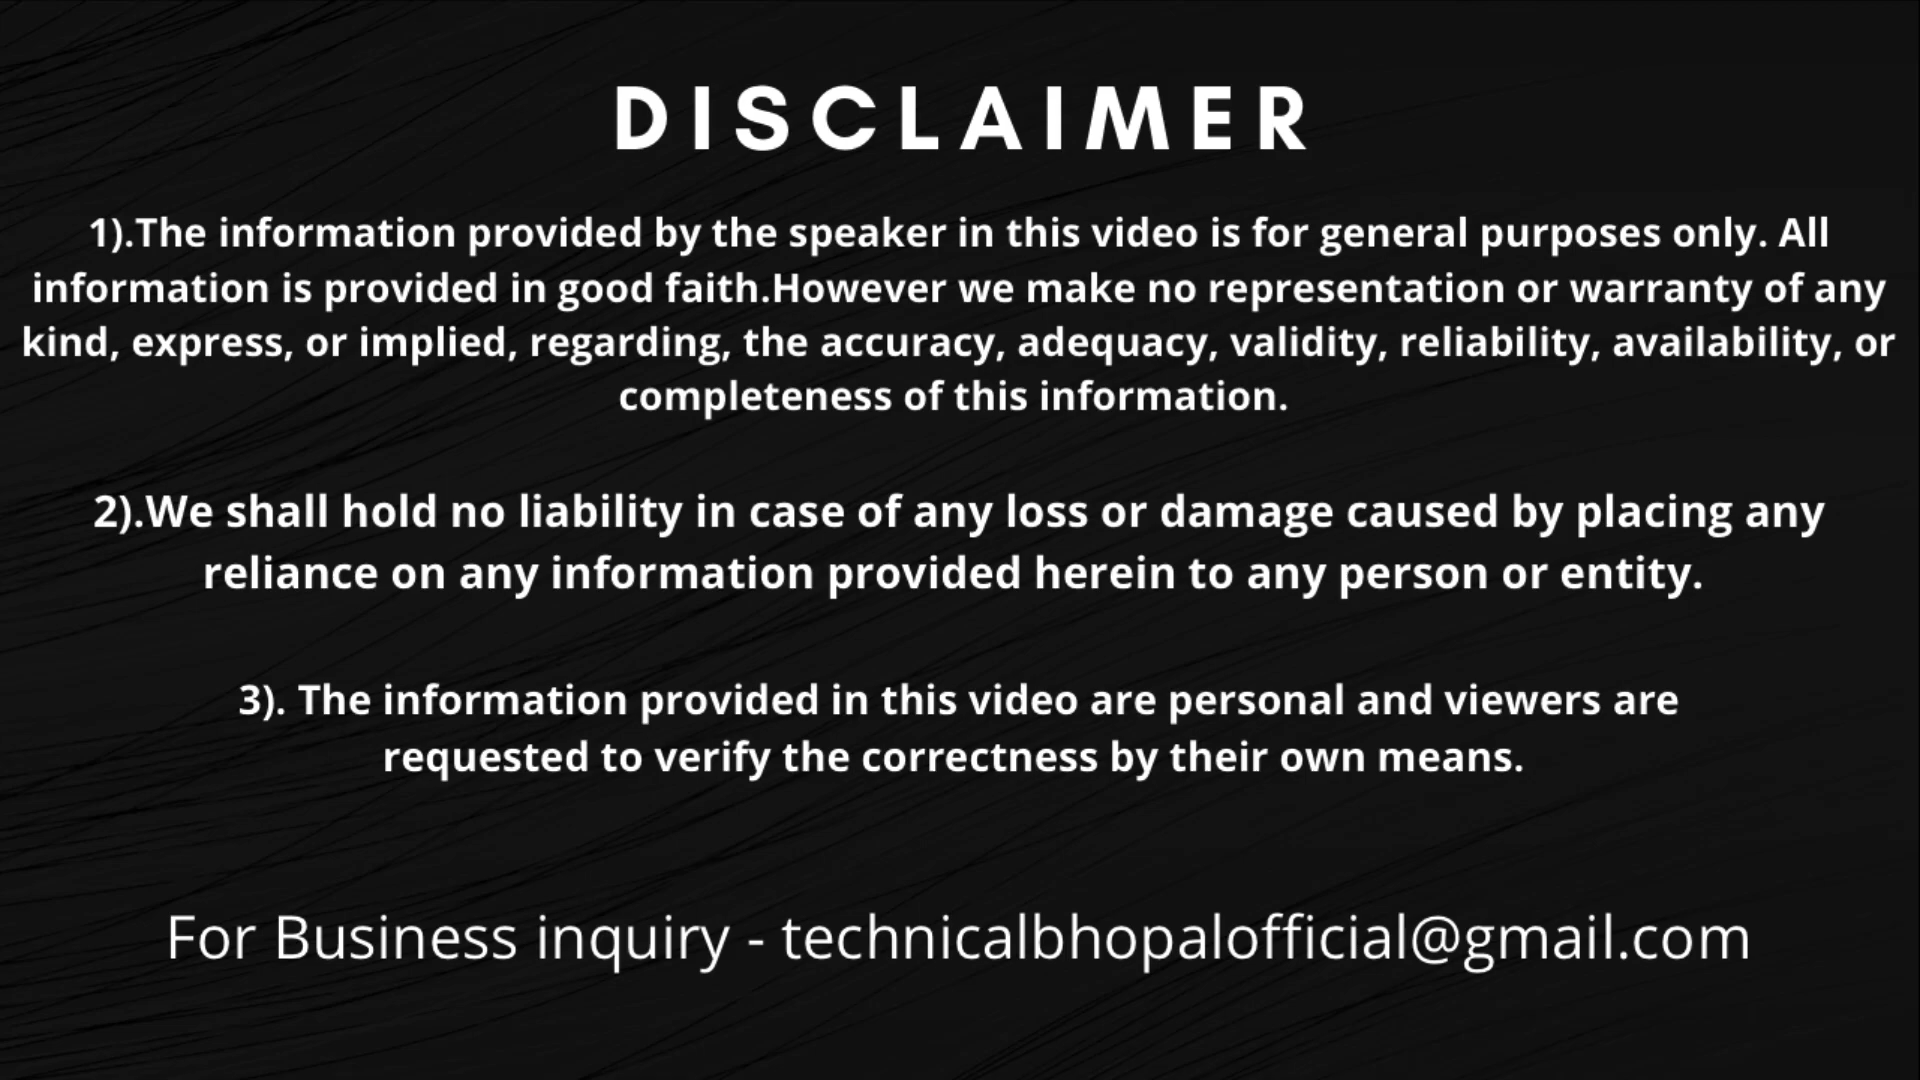 DISCLAIMER
1).The information provided by the speaker in this video is for general purposes only. All
information is provided in good faith.However we make no representation or warranty of any
kind, express, or implied, regarding, the accuracy, adequacy, validity, reliability, availability, or
completeness of this information.
2).We shall hold no liability in case of any loss or damage caused by placing any
reliance on any information provided herein to any person or entity.
3). The information provided in this video are personal and viewers are
requested to verify the correctness by their own means.
For Business inquiry - technicalbhopalofficial@gmail.com